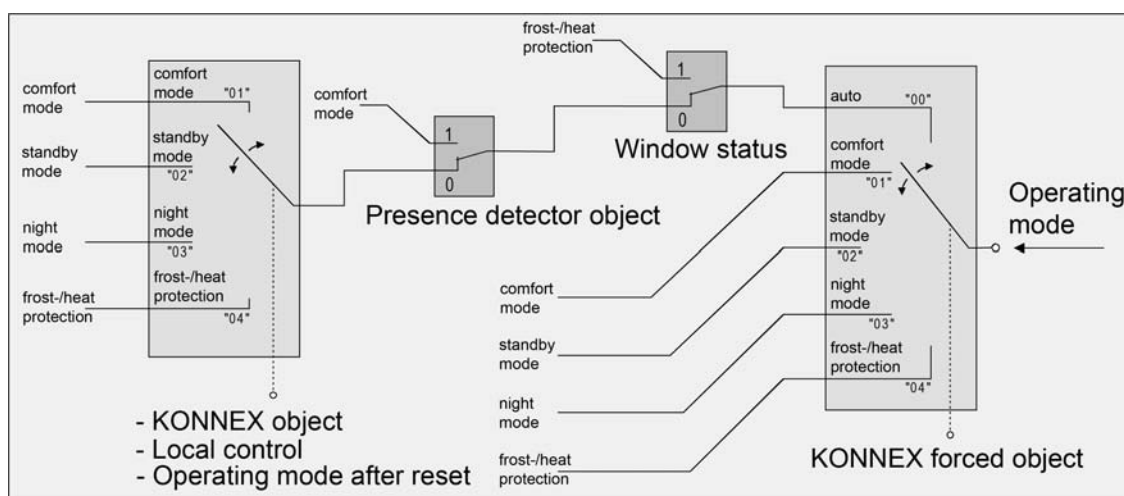 comfort
mode
standby
mode
night
mode
frost-/heat
protection
comfort
mode "01"
standby
mode
"02"
night
mode
"03"
frost-/heat
protection
"04"
- KONNEX object
- Local control
- Operating mode after reset
comfort
mode
1
0
Presence detector object
frost-/heat
protection
1
0
Window status
comfort
mode
standby
mode
night
mode
frost-/heat
protection
auto "00"
comfort
mode
"01"
standby
mode
"02"
night
mode
"03"
frost-/heat
protection
"04"
KONNEX forced object
Operating
mode